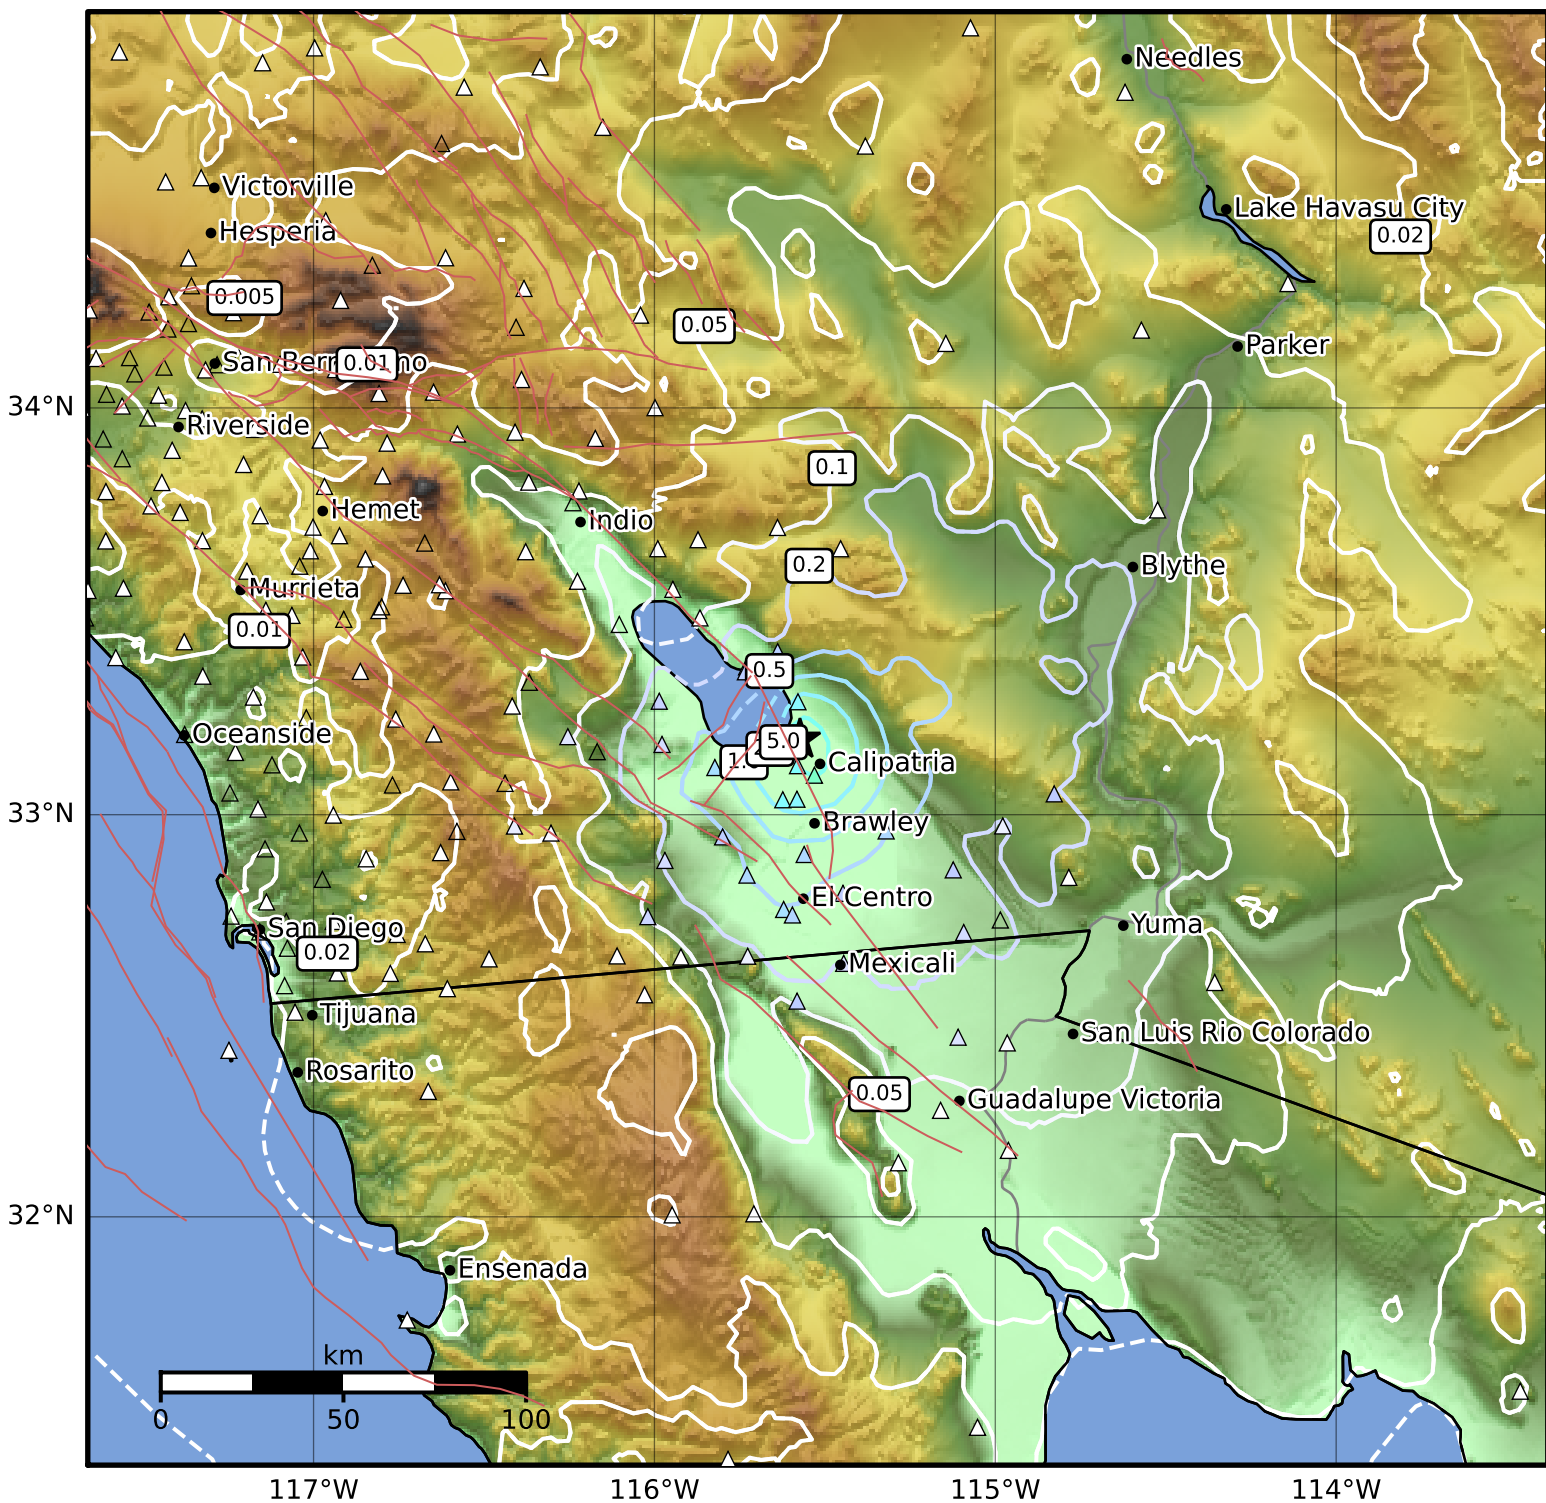 Needles
Victorville
Lake Havasu City
Hesperia
0.02
0.005
0.05
Parker
0.01
34°N
Riverside
0.1
Hemet
Indio
0.2
Blythe
Murrieta
0.01
0.5
Oceanside
5.0
Calipatria
33°N
Brawley
El Centro
San Diego
Yuma
0.02
Mexicali
Tijuana
San Luis Rio Colorado
Rosarito
0.05
Guadalupe Victoria
32°N
Ensenada
km
0 50 100
117°W 116°W 115°W 114°W